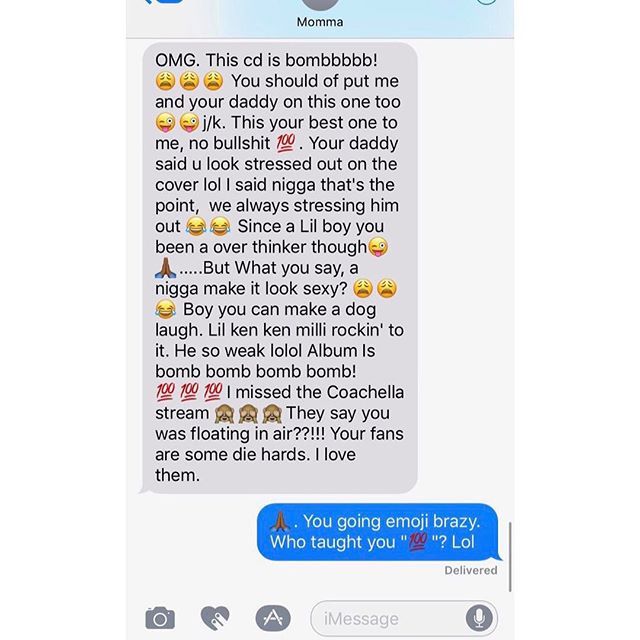 Momma
OMG. This cd is bombbbbb!
😩😩😩 You should of put me
and your daddy on this one too
😜😜j/k. This your best one to
me, no bullshit 💯. Your daddy
said u look stressed out on the
cover lol I said nigga that's the
point, we always stressing him
out 😂😂 Since a Lil boy you
been a over thinker though😜
🙏🏾.....But What you say, a
nigga make it look sexy? 😩😩
😂 Boy you can make a dog
laugh. Lil ken ken milli rockin' to
it. He so weak lolol Album Is
bomb bomb bomb bomb!
💯💯💯I missed the Coachella
stream 🙈🙈🙈They say you
was floating in air??!!! Your fans
are some die hards. I love
them.
🙏🏾. You going emoji brazy.
Who taught you "💯"? Lol
Delivered
iMessage